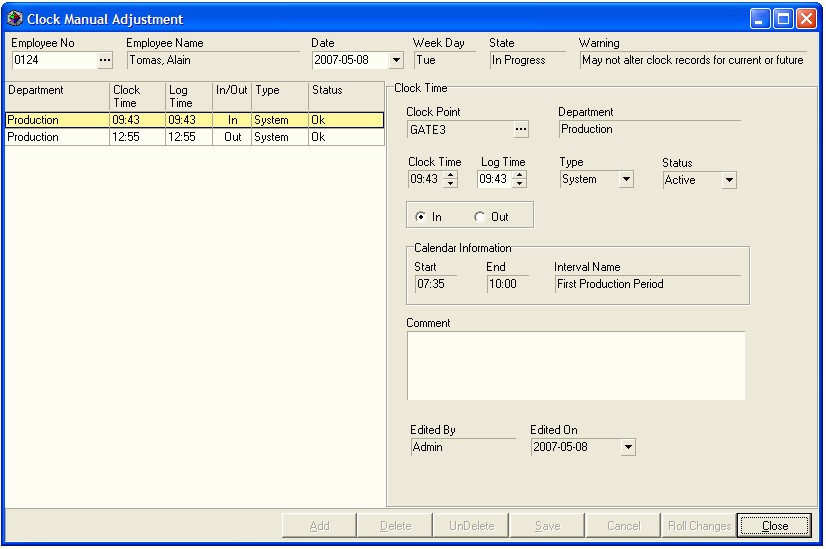 Clock Manual Adjustment
Employee No Employee Name Date Week Day State Warning
0124 ... Tomas, Alain 2007-05-08 Tue In Progress May not alter clock records for current or future
Department Clock Time Log Time In/Out Type Status
Production 09:43 09:43 In System Ok
Production 12:55 12:55 Out System Ok
Clock Time
Clock Point Department
GATE3 ... Production
Clock Time Log Time Type Status
09:43 09:43 System Active
In Out
Calendar Information
Start End Interval Name
07:35 10:00 First Production Period
Comment
Edited By Edited On
Admin 2007-05-08
Add Delete UnDelete Save Cancel Roll Changes Close